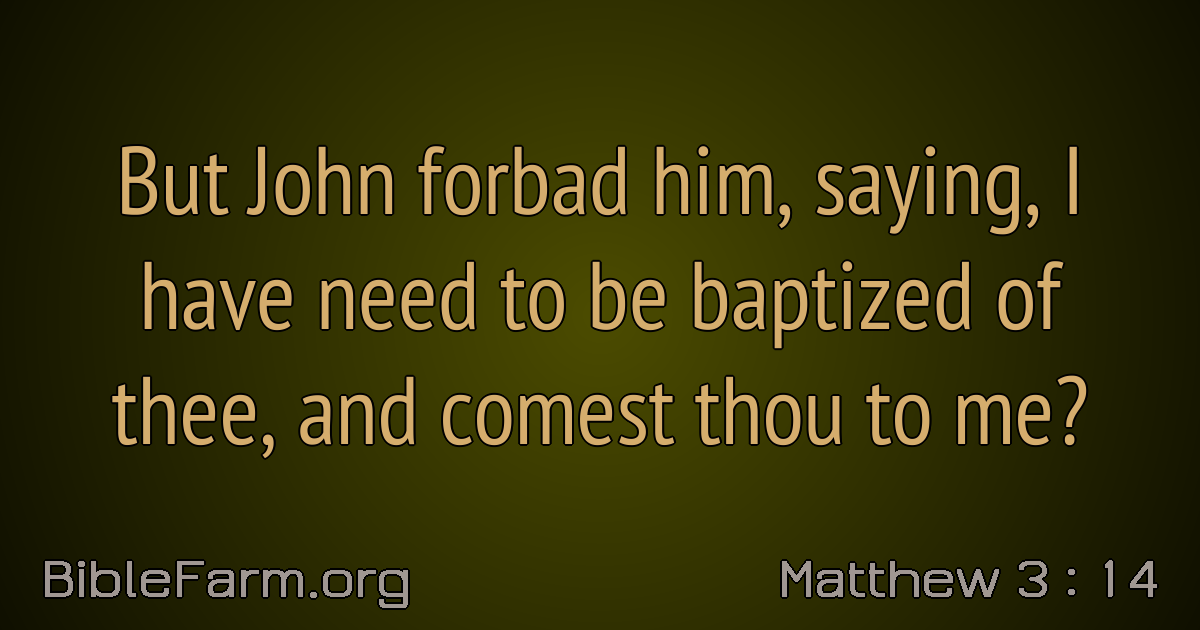 But John forbad him, saying, I
have need to be baptized of
thee, and comest thou to me?
BibleFarm.org
Matthew 3 : 14